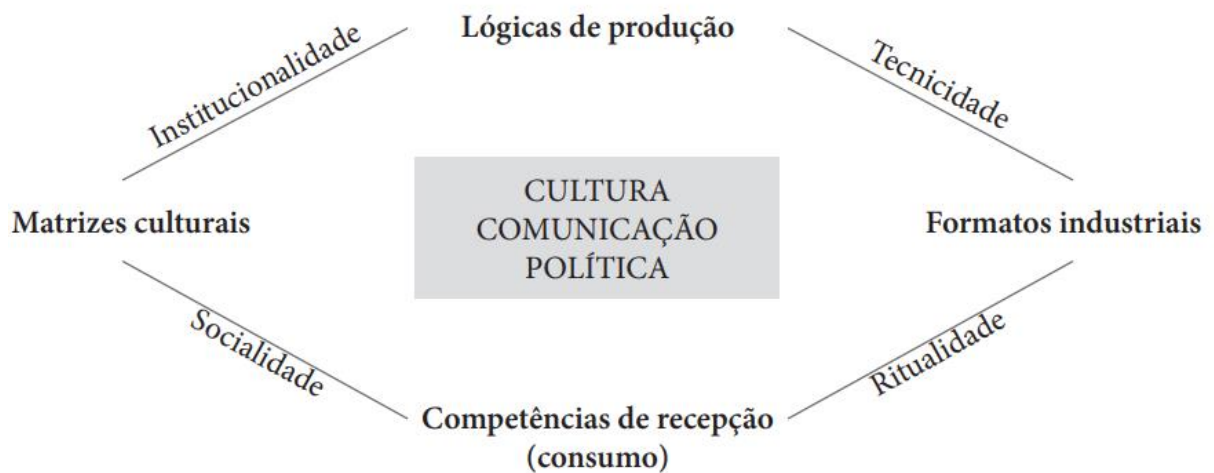 Lógicas de produção
Institucionalidade
Tecnicidade
CULTURA
COMUNICAÇÃO
POLÍTICA
Matrizes culturais
Formatos industriais
Socialidade
Ritualidade
Competências de recepção
(consumo)